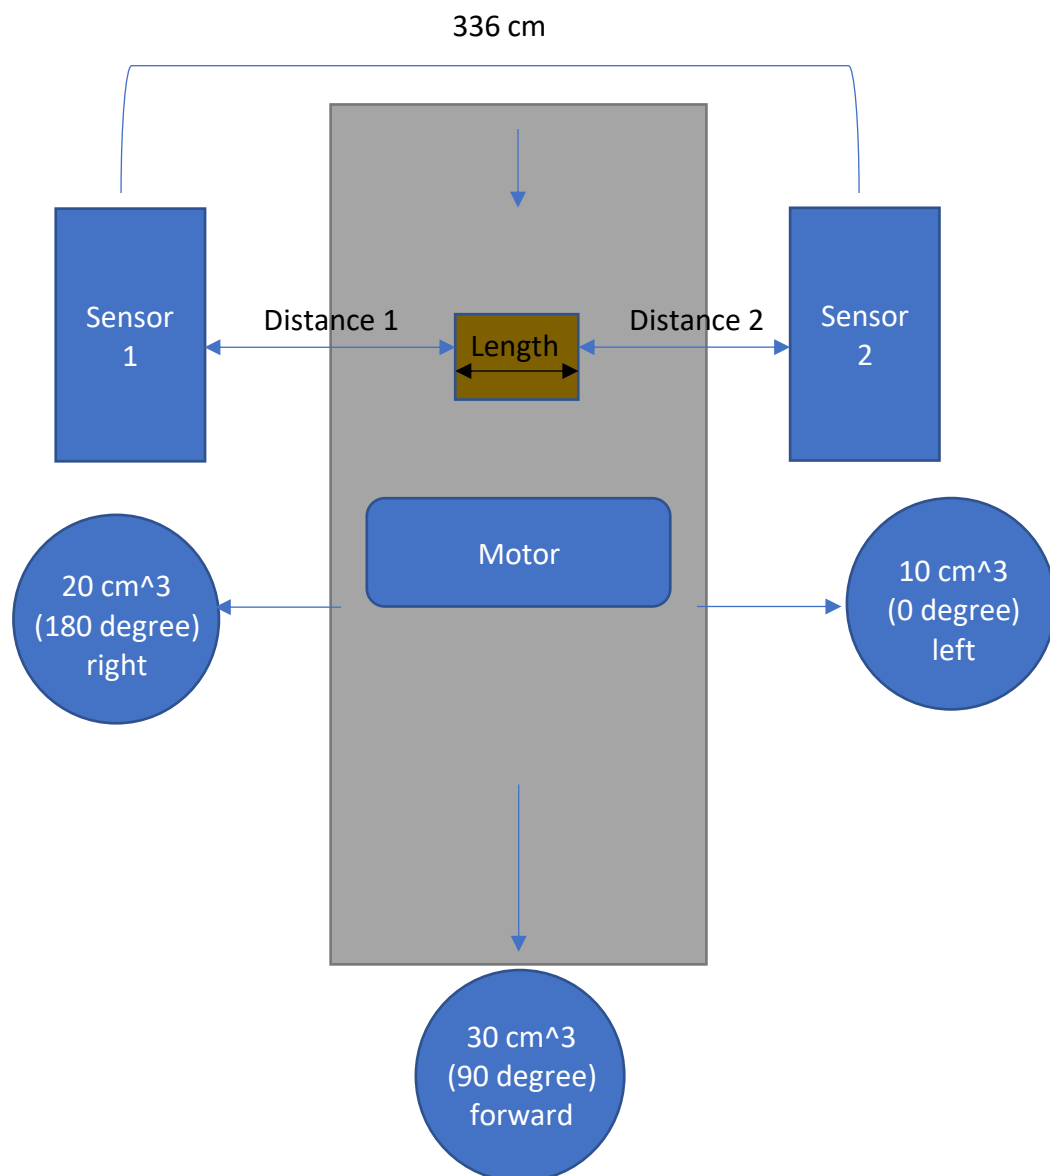 336 cm
Sensor
1
Distance 1
Length
Distance 2
Sensor
2
Motor
20 cm^3
(180 degree)
right
10 cm^3
(0 degree)
left
30 cm^3
(90 degree)
forward